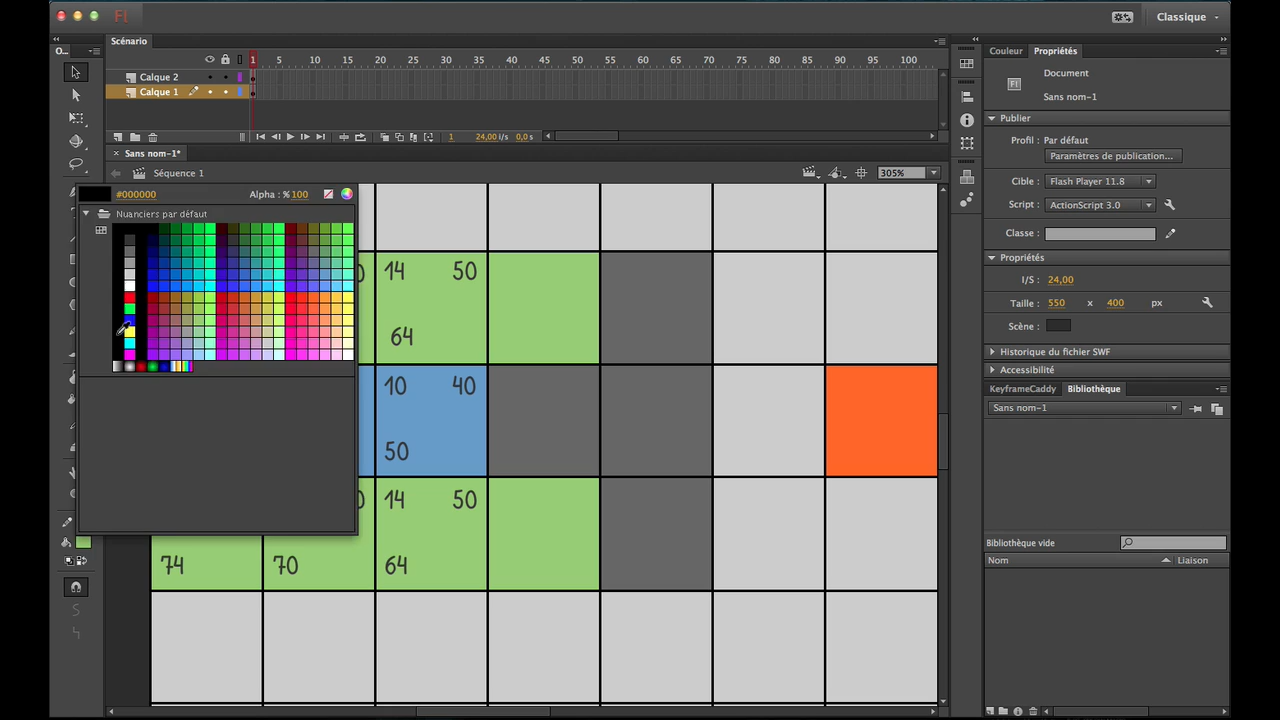 Fl
Classique
O...
Scénario
Couleur
Propriétés
1 5 10 15 20 25 30 35 40 45 50 55 60 65 70 75 80 85 90 95 100
Calque 2
Calque 1
Document
Fl
Sans nom-1
Publier
1 24,00 i/s 0,0 s
Profil : Par défaut
Sans nom-1*
Paramètres de publication...
Séquence 1
305%
Cible : Flash Player 11.8
#000000
Alpha : % 100
Script : ActionScript 3.0
Nuanciers par défaut
Classe :
Propriétés
0 14 50
I/S : 24,00
Taille : 550 x 400 px
Scène :
64
Historique du fichier SWF
Accessibilité
10 40
KeyframeCaddy
Bibliothèque
Sans nom-1
50
0 14 50
74 70 64
Bibliothèque vide
Nom
Liaison